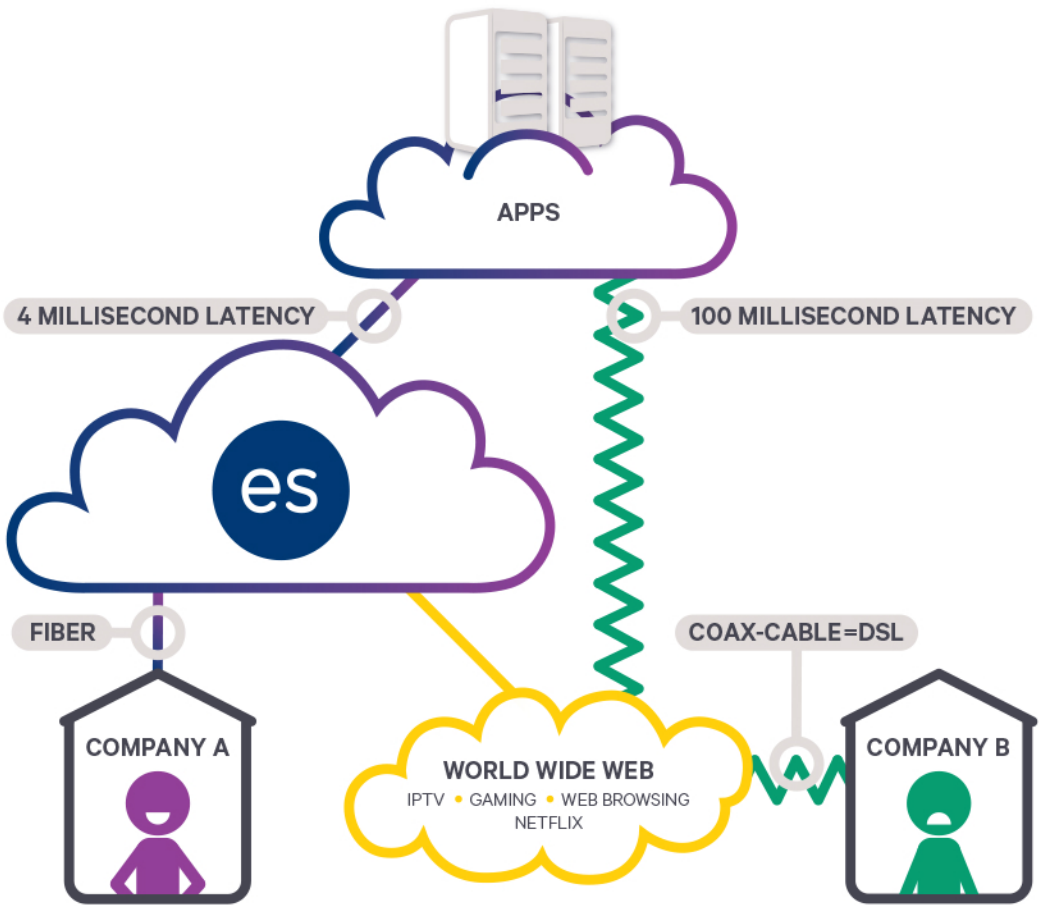 APPS
4 MILLISECOND LATENCY
100 MILLISECOND LATENCY
es
FIBER
COAX-CABLE=DSL
COMPANY A
WORLD WIDE WEB
IPTV • GAMING • WEB BROWSING
NETFLIX
COMPANY B